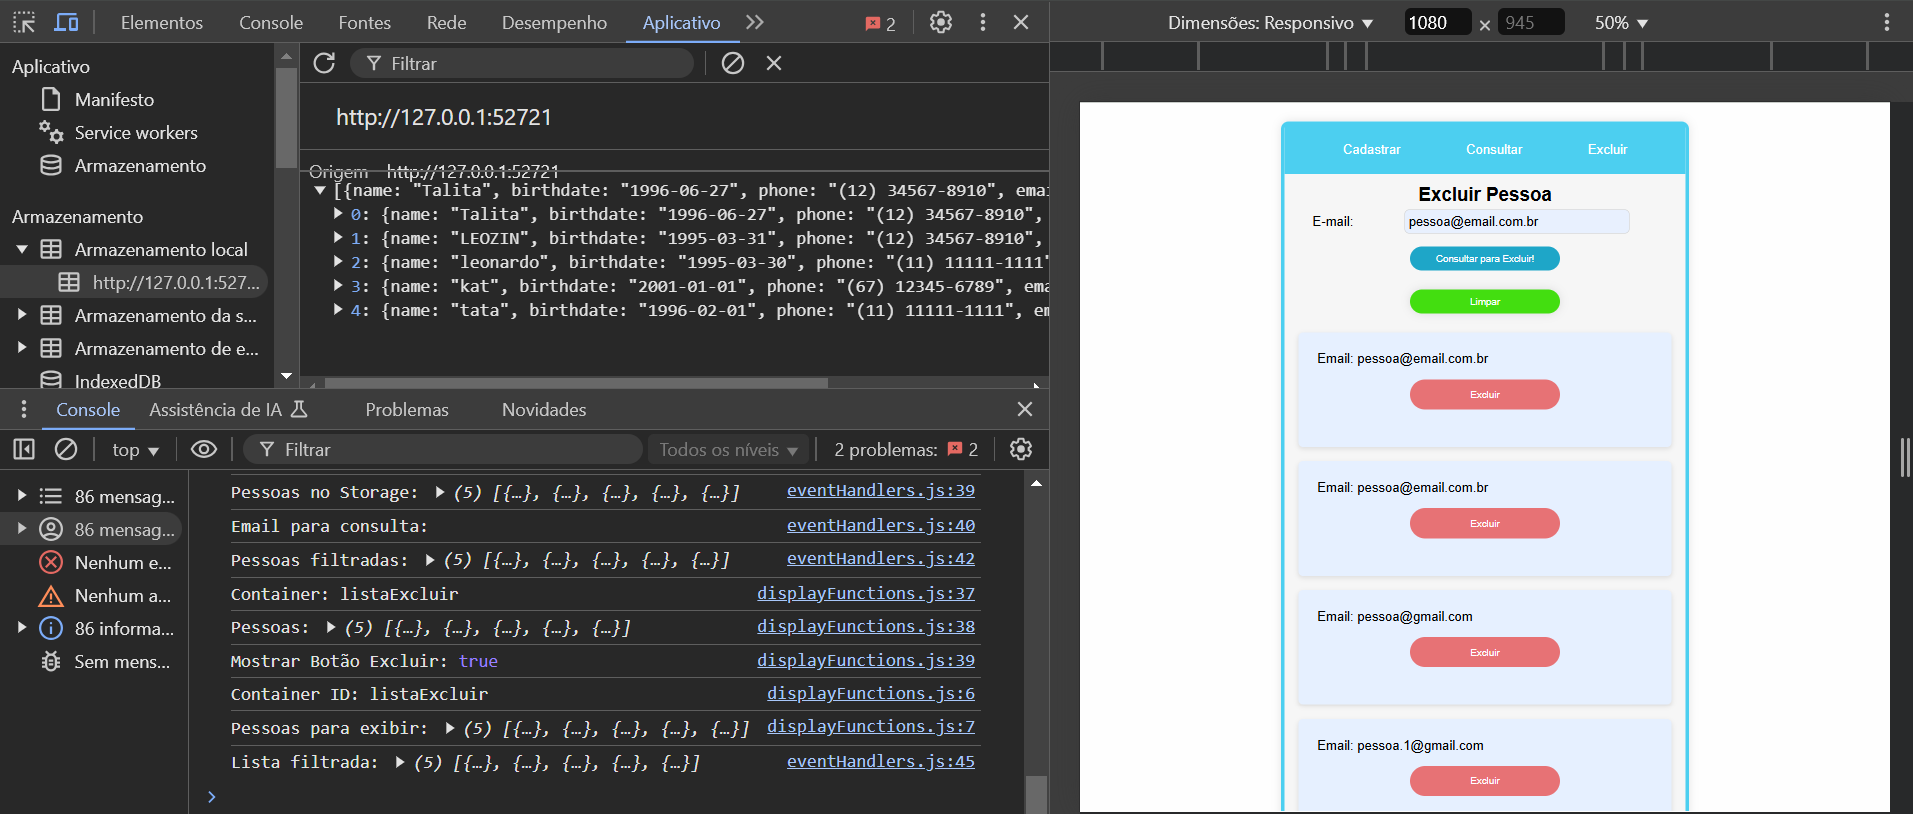 Elementos Console Fontes Rede Desempenho Aplicativo 2
Dimensões: Responsivo 1080 × 945 50%
Aplicativo
Manifesto
Service workers
Armazenamento
Armazenamento
Armazenamento local
http://127.0.0.1:527...
Armazenamento da s...
Armazenamento de e...
IndexedDB
Filtrar
http://127.0.0.1:52721
Origem http://127.0.0.1:52721
[{name: "Talita", birthdate: "1996-06-27", phone: "(12) 34567-8910", emai
0: {name: "Talita", birthdate: "1996-06-27", phone: "(12) 34567-8910",
1: {name: "LEOZIN", birthdate: "1995-03-31", phone: "(12) 34567-8910",
2: {name: "leonardo", birthdate: "1995-03-30", phone: "(11) 11111-1111"
3: {name: "kat", birthdate: "2001-01-01", phone: "(67) 12345-6789", ema
4: {name: "tata", birthdate: "1996-02-01", phone: "(11) 11111-1111", em
Console Assistência de IA Problemas Novidades
top Filtrar Todos os níveis 2 problemas: 2
86 mensag...
86 mensag...
Nenhum e...
Nenhum a...
86 informa...
Sem mens...
Pessoas no Storage: (5) [{…}, {…}, {…}, {…}, {…}] eventHandlers.js:39
Email para consulta: eventHandlers.js:40
Pessoas filtradas: (5) [{…}, {…}, {…}, {…}, {…}] eventHandlers.js:42
Container: listaExcluir displayFunctions.js:37
Pessoas: (5) [{…}, {…}, {…}, {…}, {…}] displayFunctions.js:38
Mostrar Botão Excluir: true displayFunctions.js:39
Container ID: listaExcluir displayFunctions.js:6
Pessoas para exibir: (5) [{…}, {…}, {…}, {…}, {…}] displayFunctions.js:7
Lista filtrada: (5) [{…}, {…}, {…}, {…}, {…}] eventHandlers.js:45
Cadastrar Consultar Excluir
Excluir Pessoa
E-mail: pessoa@email.com.br
Consultar para Excluir!
Limpar
Email: pessoa@email.com.br
Excluir
Email: pessoa@email.com.br
Excluir
Email: pessoa@gmail.com
Excluir
Email: pessoa.1@gmail.com
Excluir